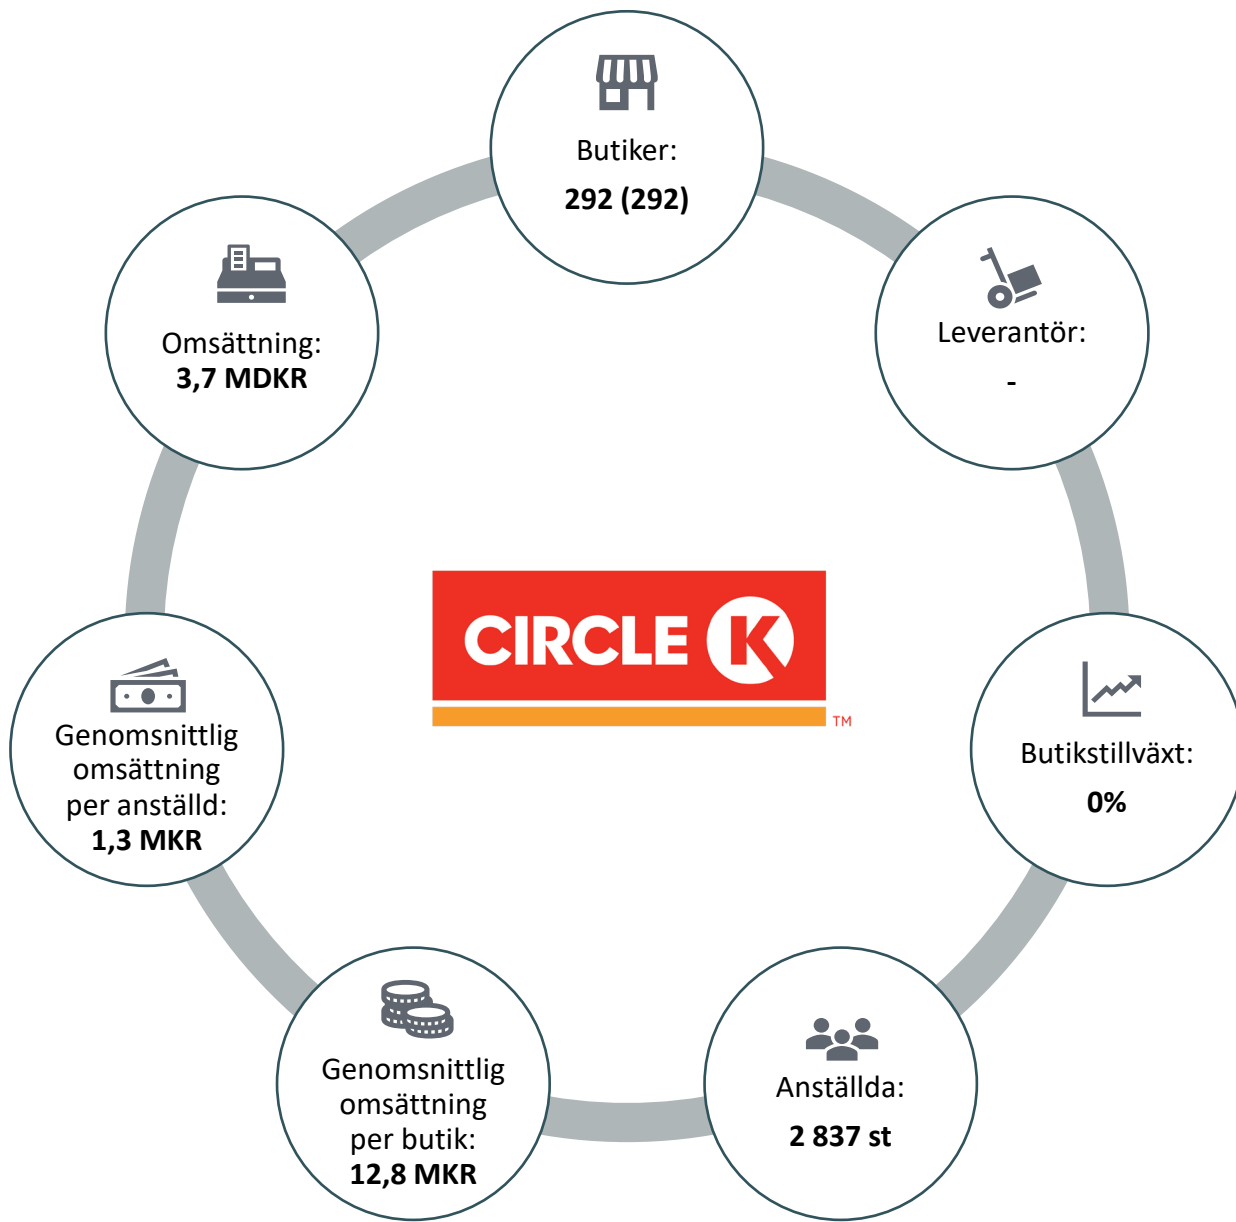 Butiker:
292 (292)
Leverantör:
-
Butikstillväxt:
0%
Anställda:
2 837 st
Genomsnittlig
omsättning
per butik:
12,8 MKR
Genomsnittlig
omsättning
per anställd:
1,3 MKR
Omsättning:
3,7 MDKR
CIRCLE K
TM